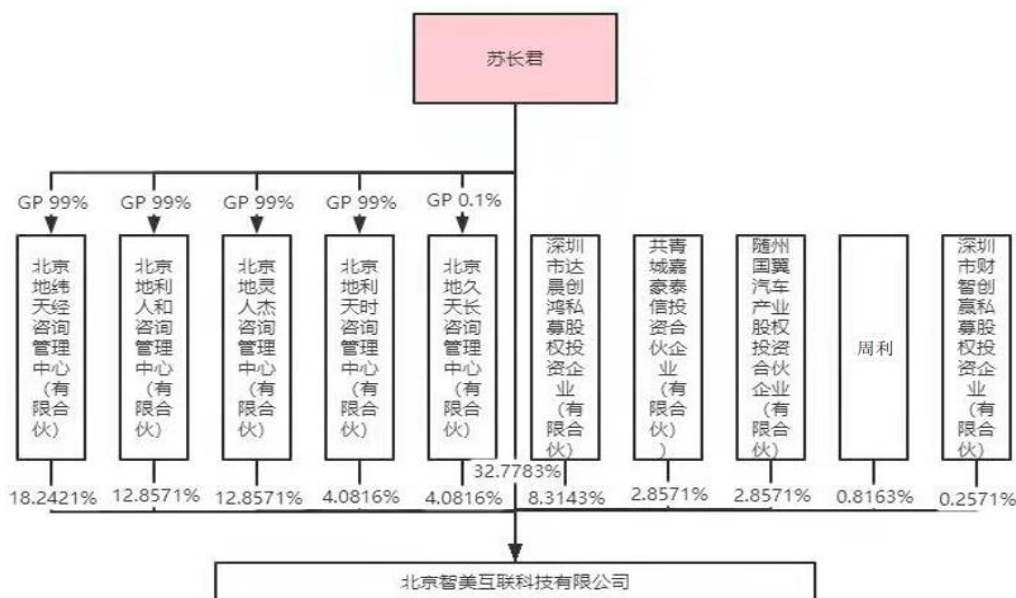 苏长君
GP 99%
GP 99%
GP 99%
GP 99%
GP 0.1%
北京
地纬
天经
咨询
管理
中心
（有
限合
伙）
北京
地利
人和
咨询
管理
中心
（有
限合
伙）
北京
地灵
人杰
咨询
管理
中心
（有
限合
伙）
北京
地利
天时
咨询
管理
中心
（有
限合
伙）
北京
地久
天长
咨询
管理
中心
（有
限合
伙）
深圳
市达
晨创
鸿私
募股
权投
资企
业
（有
限合
伙）
共青
城嘉
豪泰
信投
资合
伙企
业
（有
限合
伙）
）
随州
国翼
汽车
产业
股权
投资
合伙
企业
（有
限合
伙）
周利
深圳
市财
智创
赢私
募股
权投
资企
业
（有
限合
伙）
32.7783%
18.2421%
12.8571%
12.8571%
4.0816%
4.0816%
8.3143%
2.8571%
2.8571%
0.8163%
0.2571%
北京智美互联科技有限公司